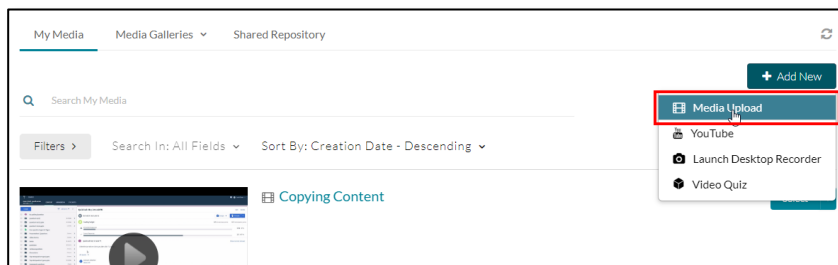 My Media Media Galleries Shared Repository
+ Add New
Search My Media
Media Upload
YouTube
Filters > Search In: All Fields Sort By: Creation Date - Descending
Launch Desktop Recorder
Video Quiz
Copying Content